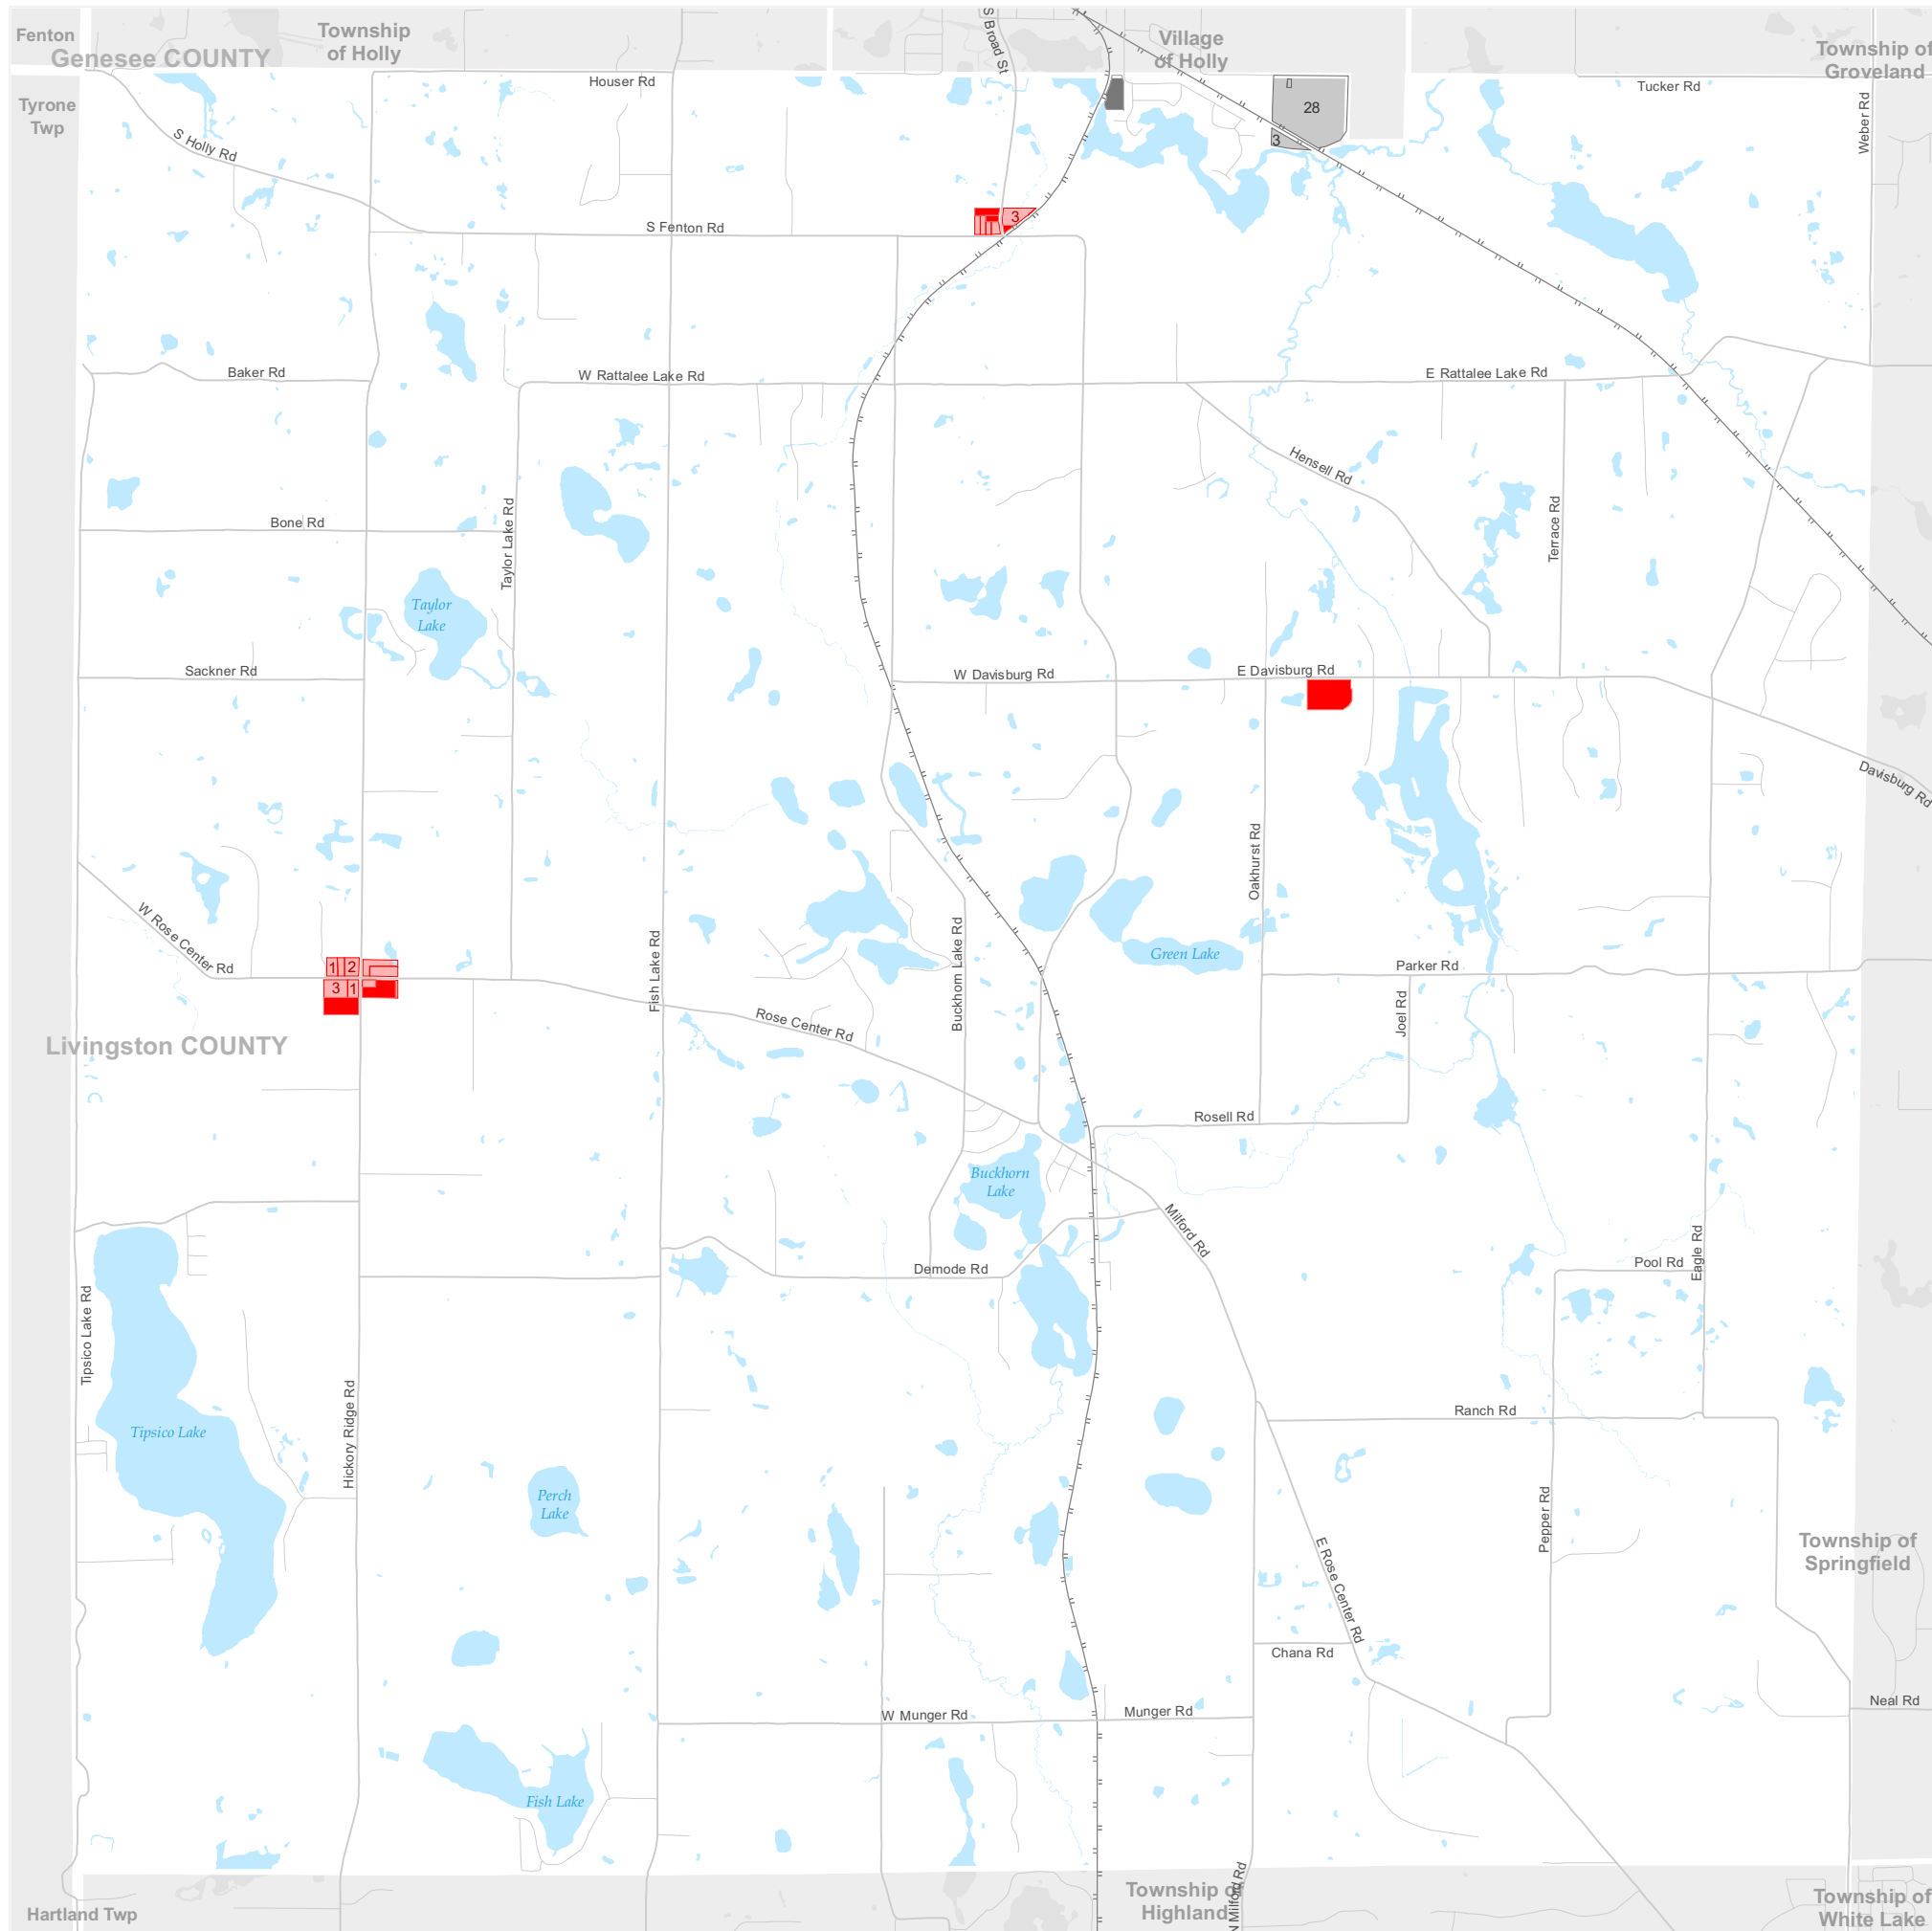 Fenton
Genesee COUNTY
Township
of Holly
S Broad St
Village
of Holly
Township of
Groveland
Tyrone
Twp
Houser Rd
Tucker Rd
Weber Rd
28
3
S Holly Rd
S Fenton Rd
3
Baker Rd
W Rattalee Lake Rd
E Rattalee Lake Rd
Hensell Rd
Bone Rd
Taylor Lake Rd
Terrace Rd
Taylor
Lake
Sackner Rd
W Davisburg Rd
E Davisburg Rd
Davisburg Rd
Oakhurst Rd
W Rose Center Rd
Fish Lake Rd
Buckhorn Lake Rd
Green Lake
Parker Rd
1 2
3 1
Joel Rd
Rose Center Rd
Livingston COUNTY
Rosell Rd
Buckhorn
Lake
Milford Rd
Eagle Rd
Pool Rd
Demode Rd
Tipsico Lake Rd
Hickory Ridge Rd
Tipsico Lake
Ranch Rd
Perch
Lake
Pepper Rd
E Rose Center Rd
Township of
Springfield
Chana Rd
Neal Rd
W Munger Rd
Munger Rd
Fish Lake
N Milford Rd
Hartland Twp
Township of
Highland
Township of
White Lake